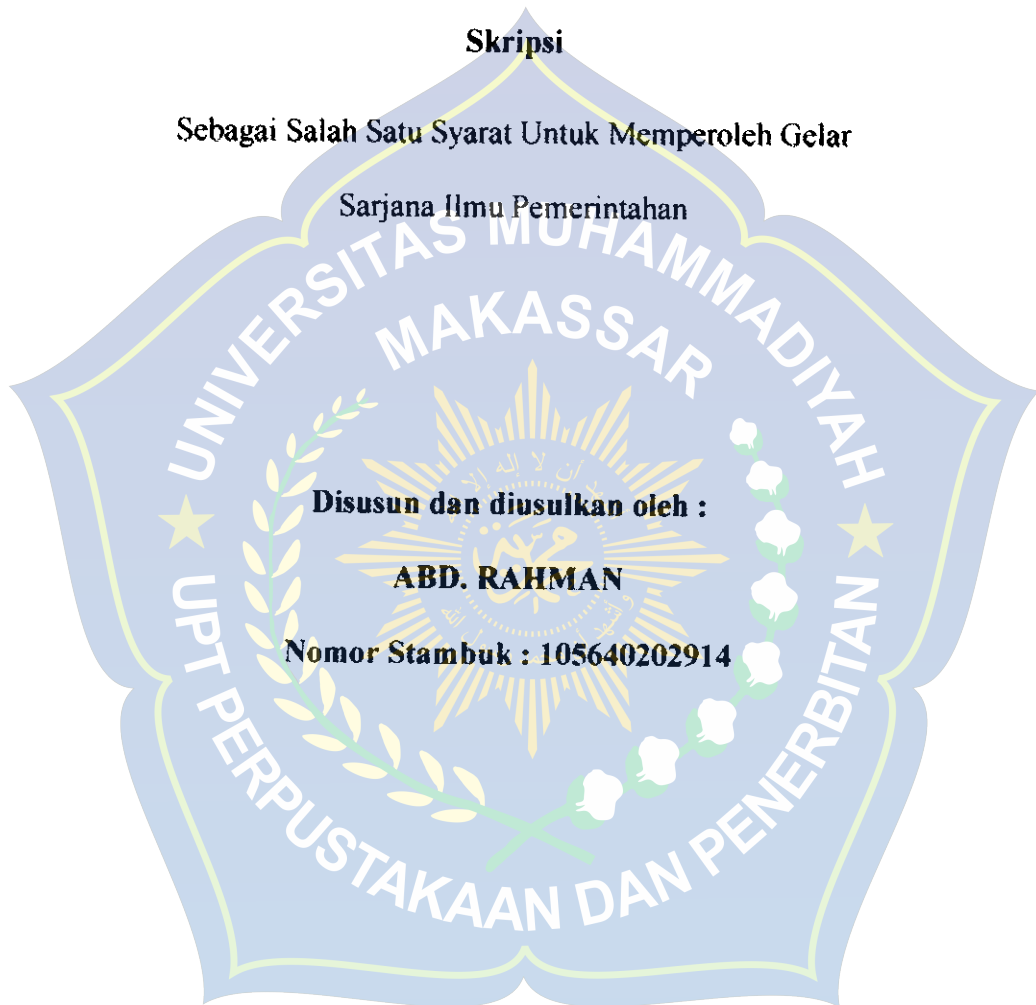 Skripsi
Sebagai Salah Satu Syarat Untuk Memperoleh Gelar
Sarjana Ilmu Pemerintahan
UNIVERSITAS MUHAMMADIYAH
MAKASSAR
Disusun dan diusulkan oleh :
ABD. RAHMAN
Nomor Stambuk : 105640202914
UPT PERPUSTAKAAN DAN PENERBITAN